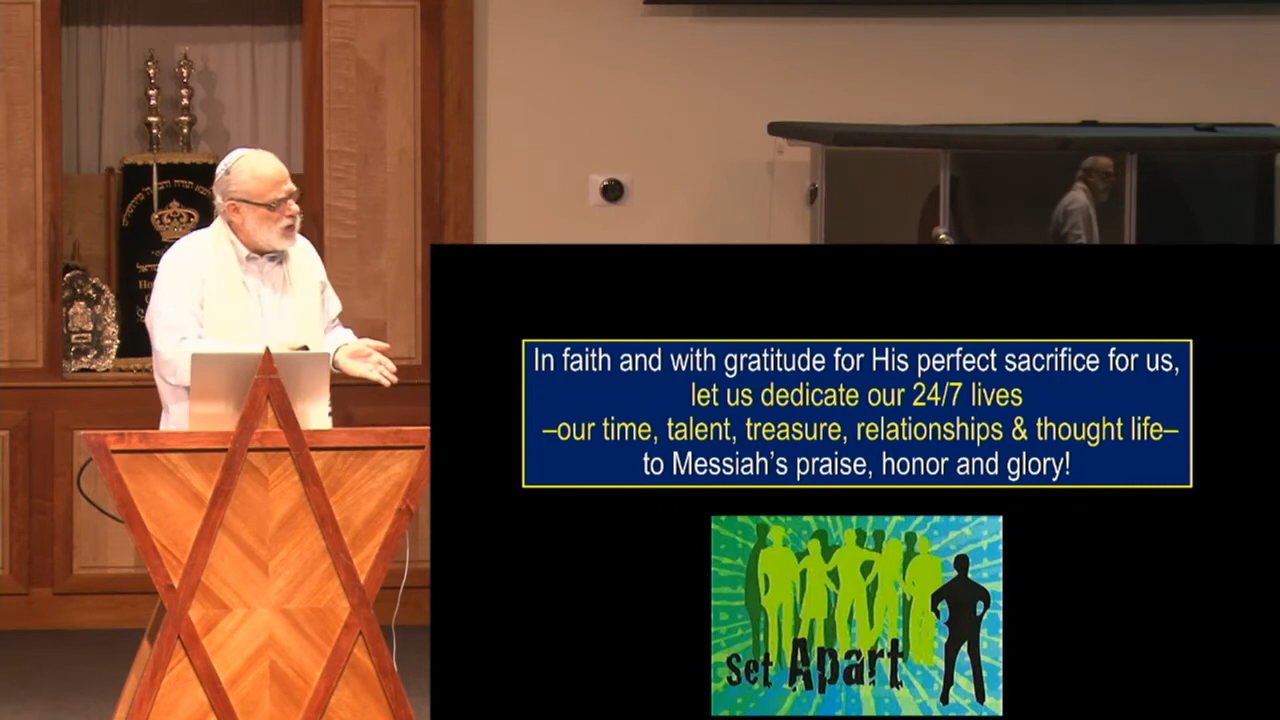 In faith and with gratitude for His perfect sacrifice for us,
let us dedicate our 24/7 lives
–our time, talent, treasure, relationships & thought life–
to Messiah’s praise, honor and glory!
Set Apart